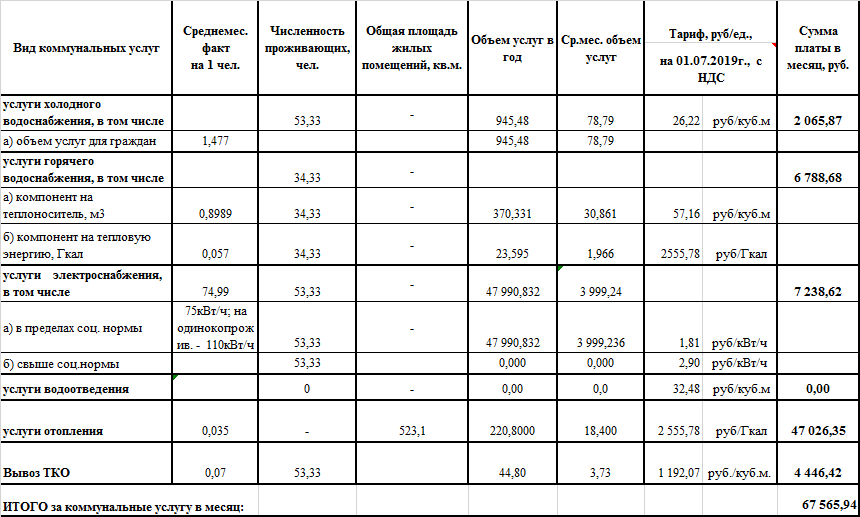 Вид коммунальных услуг
Среднемес. факт на 1 чел.
Численность проживающих, чел.
Общая площадь жилых помещений, кв.м.
Объем услуг в год
Ср.мес. объем услуг
Тариф, руб/ед.,
на 01.07.2019г., с НДС
Сумма платы в месяц, руб.
услуги холодного водоснабжения, в том числе 53,33 - 945,48 78,79 26,22 руб/куб.м 2 065,87
а) объем услуг для граждан 1,477 945,48 78,79
услуги горячего водоснабжения, в том числе 34,33 - 6 788,68
а) компонент на теплоноситель, м3 0,8989 34,33 - 370,331 30,861 57,16 руб/куб.м
б) компонент на тепловую энергию, Гкал 0,057 34,33 - 23,595 1,966 2555,78 руб/Гкал
услуги электроснабжения, в том числе 74,99 53,33 - 47 990,832 3 999,24 7 238,62
а) в пределах соц. нормы 75кВт/ч; на одинокопрожив. - 110кВт/ч 53,33 - 47 990,832 3 999,236 1,81 руб/кВт/ч
б) свыше соц.нормы 53,33 0,000 0,000 2,90 руб/кВт/ч
услуги водоотведения 0 - 0,00 0,0 32,48 руб/куб.м 0,00
услуги отопления 0,035 - 523,1 220,8000 18,400 2 555,78 руб/Гкал 47 026,35
Вывоз ТКО 0,07 53,33 44,80 3,73 1 192,07 руб./куб.м. 4 446,42
ИТОГО за коммунальные услугу в месяц: 67 565,94